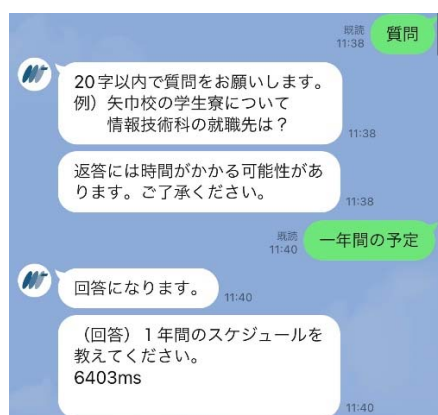 既読
11:38
質問
20字以内で質問をお願いします。
例）矢巾校の学生寮について
情報技術科の就職先は？
11:38
返答には時間がかかる可能性があ
ります。ご了承ください。
11:38
既読
11:40
一年間の予定
回答になります。
11:40
（回答）１年間のスケジュールを
教えてください。
6403ms
11:40